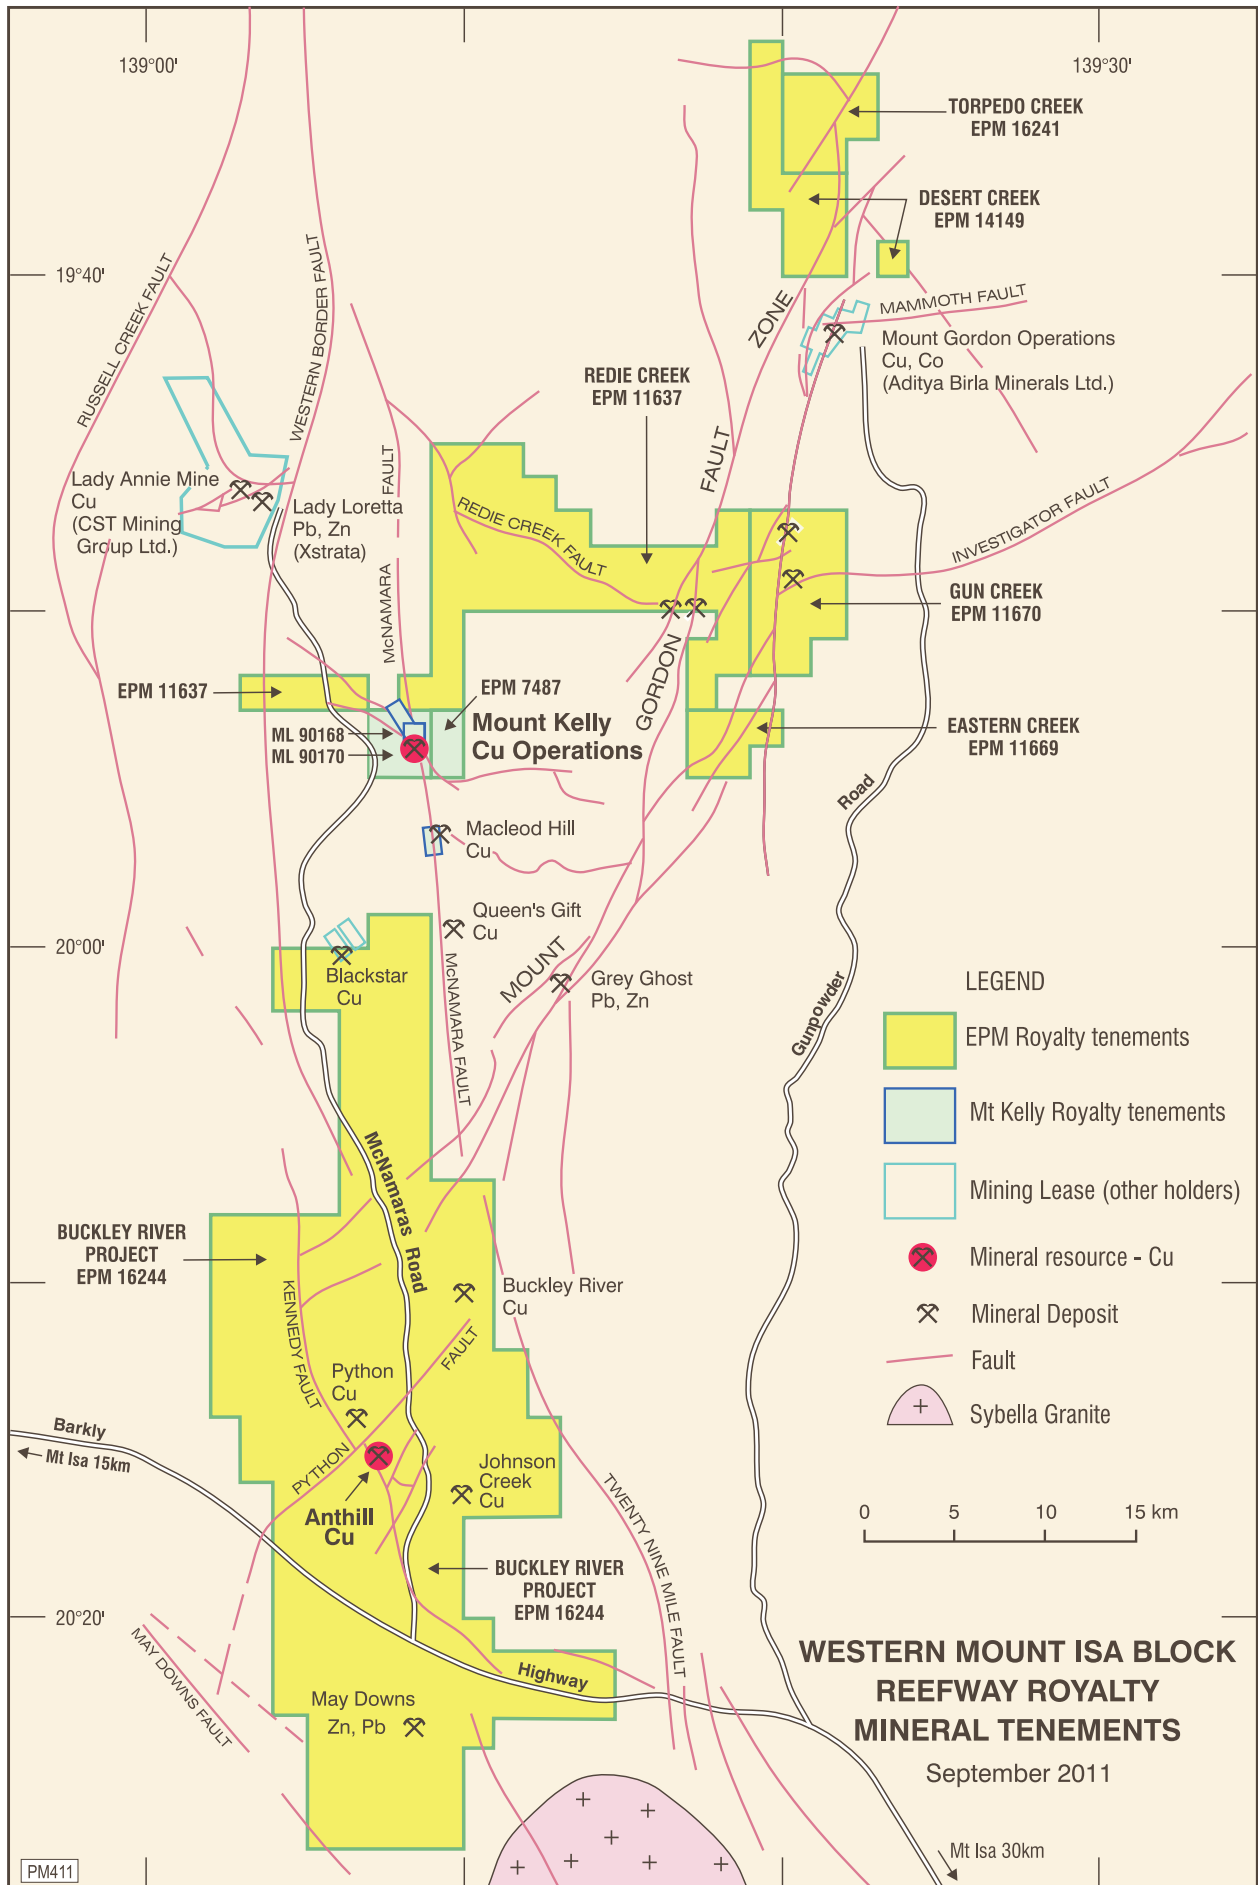 139°00'
139°30'
TORPEDO CREEK
EPM 16241
DESERT CREEK
EPM 14149
19°40'
RUSSELL CREEK FAULT
WESTERN BORDER FAULT
ZONE
MAMMOTH FAULT
Mount Gordon Operations
Cu, Co
(Aditya Birla Minerals Ltd.)
REDIE CREEK
EPM 11637
FAULT
Lady Annie Mine
Cu
(CST Mining
Group Ltd.)
Lady Loretta
Pb, Zn
(Xstrata)
McNAMARA FAULT
REDIE CREEK FAULT
INVESTIGATOR FAULT
GUN CREEK
EPM 11670
GORDON
EPM 11637
EPM 7487
ML 90168
ML 90170
Mount Kelly
Cu Operations
EASTERN CREEK
EPM 11669
Road
Macleod Hill
Cu
Queen's Gift
Cu
20°00'
Blackstar
Cu
McNAMARA FAULT
MOUNT
Grey Ghost
Pb, Zn
Gunpowder
LEGEND
EPM Royalty tenements
Mt Kelly Royalty tenements
Mining Lease (other holders)
Mineral resource - Cu
Mineral Deposit
Fault
Sybella Granite
McNamaras Road
BUCKLEY RIVER
PROJECT
EPM 16244
KENNEDY FAULT
Buckley River
Cu
FAULT
Python
Cu
Barkly
Mt Isa 15km
PYTHON
Anthill
Cu
Johnson
Creek
Cu
TWENTY NINE MILE FAULT
0 5 10 15 km
BUCKLEY RIVER
PROJECT
EPM 16244
20°20'
MAY DOWNS FAULT
Highway
May Downs
Zn, Pb
WESTERN MOUNT ISA BLOCK
REEFWAY ROYALTY
MINERAL TENEMENTS
September 2011
Mt Isa 30km
PM411